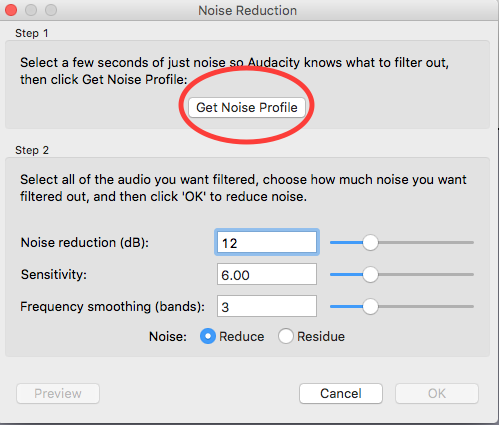 Noise Reduction
Step 1
Select a few seconds of just noise so Audacity knows what to filter out,
then click Get Noise Profile:
Get Noise Profile
Step 2
Select all of the audio you want filtered, choose how much noise you want
filtered out, and then click 'OK' to reduce noise.
Noise reduction (dB): 12
Sensitivity: 6.00
Frequency smoothing (bands): 3
Noise: Reduce Residue
Preview Cancel OK